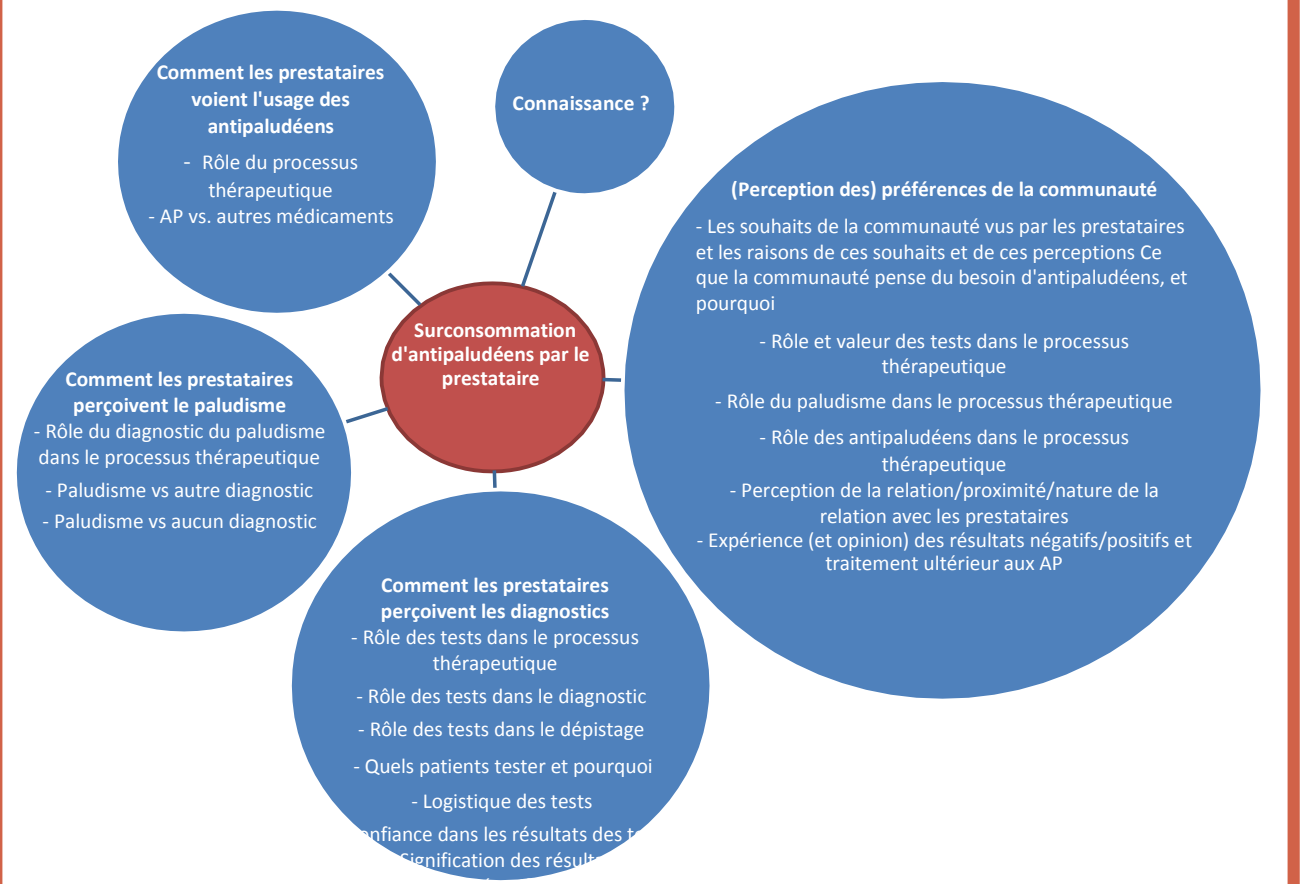 Comment les prestataires
voient l'usage des
antipaludéens
- Rôle du processus
thérapeutique
- AP vs. autres médicaments
Connaissance ?
(Perception des) préférences de la communauté
- Les souhaits de la communauté vus par les prestataires
et les raisons de ces souhaits et de ces perceptions Ce
que la communauté pense du besoin d'antipaludéens, et
pourquoi
- Rôle et valeur des tests dans le processus
thérapeutique
- Rôle du paludisme dans le processus thérapeutique
- Rôle des antipaludéens dans le processus
thérapeutique
- Perception de la relation/proximité/nature de la
relation avec les prestataires
- Expérience (et opinion) des résultats négatifs/positifs et
traitement ultérieur aux AP
Surconsommation
d'antipaludéens par le
prestataire
Comment les prestataires
perçoivent le paludisme
- Rôle du diagnostic du paludisme
dans le processus thérapeutique
- Paludisme vs autre diagnostic
- Paludisme vs aucun diagnostic
Comment les prestataires
perçoivent les diagnostics
- Rôle des tests dans le processus
thérapeutique
- Rôle des tests dans le diagnostic
- Rôle des tests dans le dépistage
- Quels patients tester et pourquoi
- Logistique des tests
dans les résultats des
Signification des